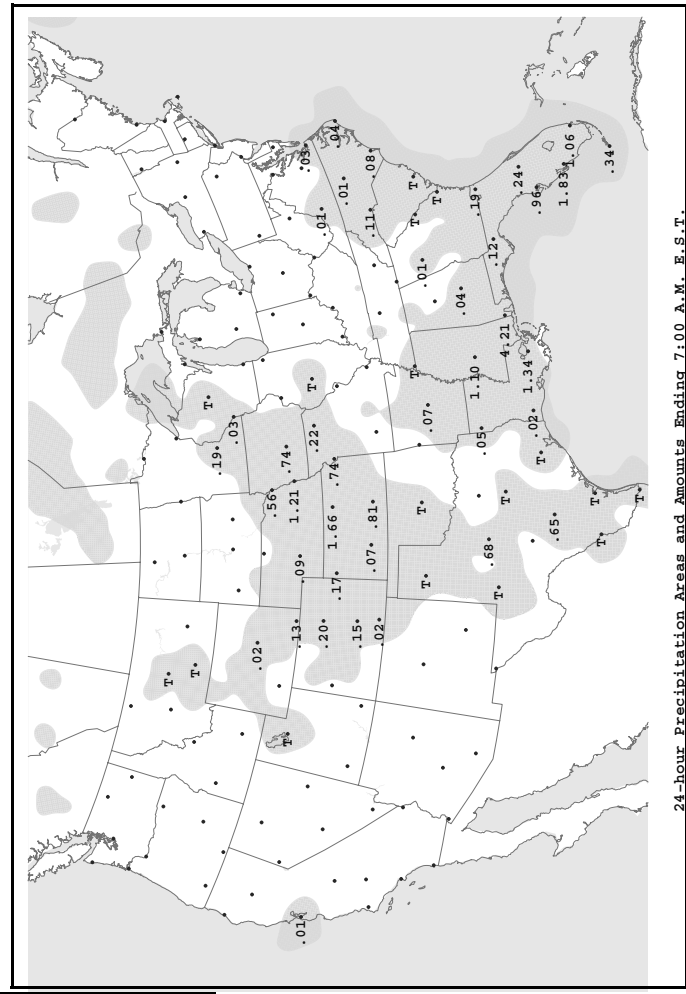 T
T
T
.19
.03
.02
.56
T
.74
1.21
.13
.01
.09
.03
T
.22
.01
.20
1.66
.74
.04
.17
.01
.15
.11
.08
.07
.81
.02
T
T
T
T
.01
T
.07
T
.04
1.10
.19
.05
.68
.12
T
4.21
T
.24
1.34
.02
.96
T
.65
1.83
1.06
T
T
.34
T
24-hour Precipitation Areas and Amounts Ending 7:00 A.M. E.S.T.